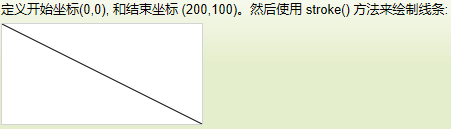 定义开始坐标(0,0), 和结束坐标 (200,100)。然后使用 stroke() 方法来绘制线条: